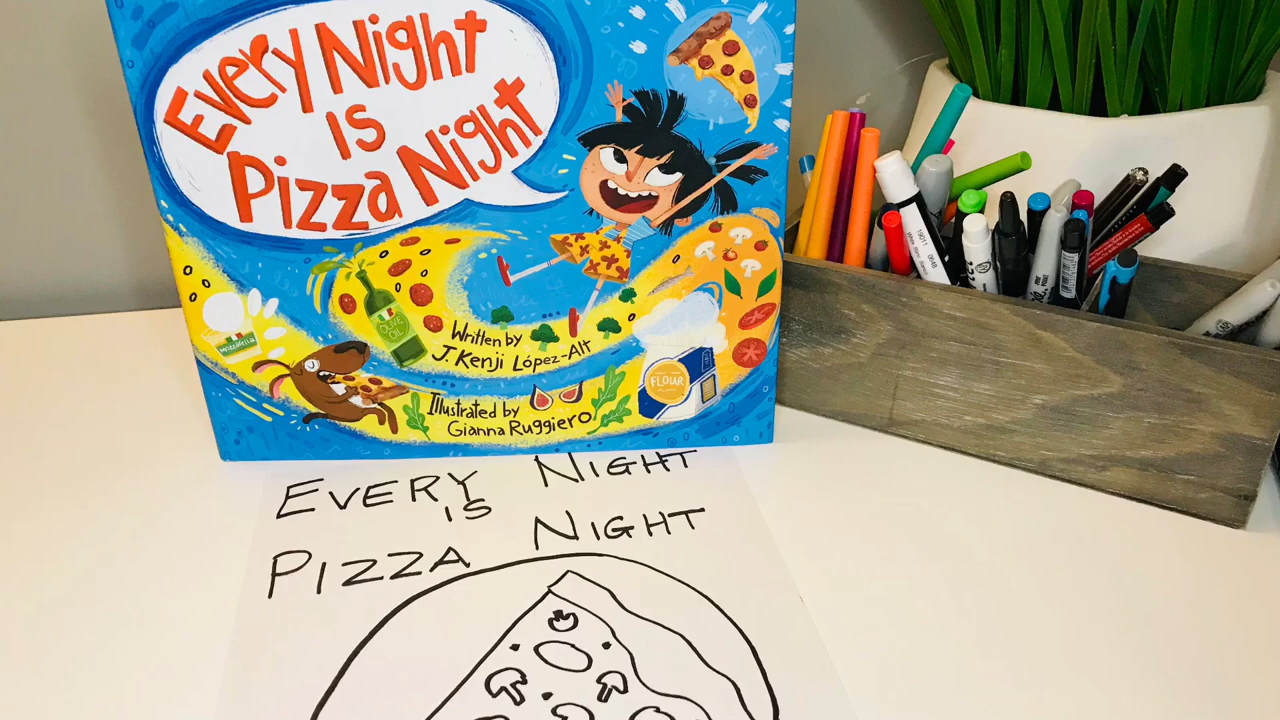 Every Night
Is
Pizza Night
OLIVE
OIL
Mozzarella
Written by
J. Kenji López-Alt
FLOUR
Illustrated by
Gianna Ruggiero
EVERY NIGHT
IS
PIZZA NIGHT